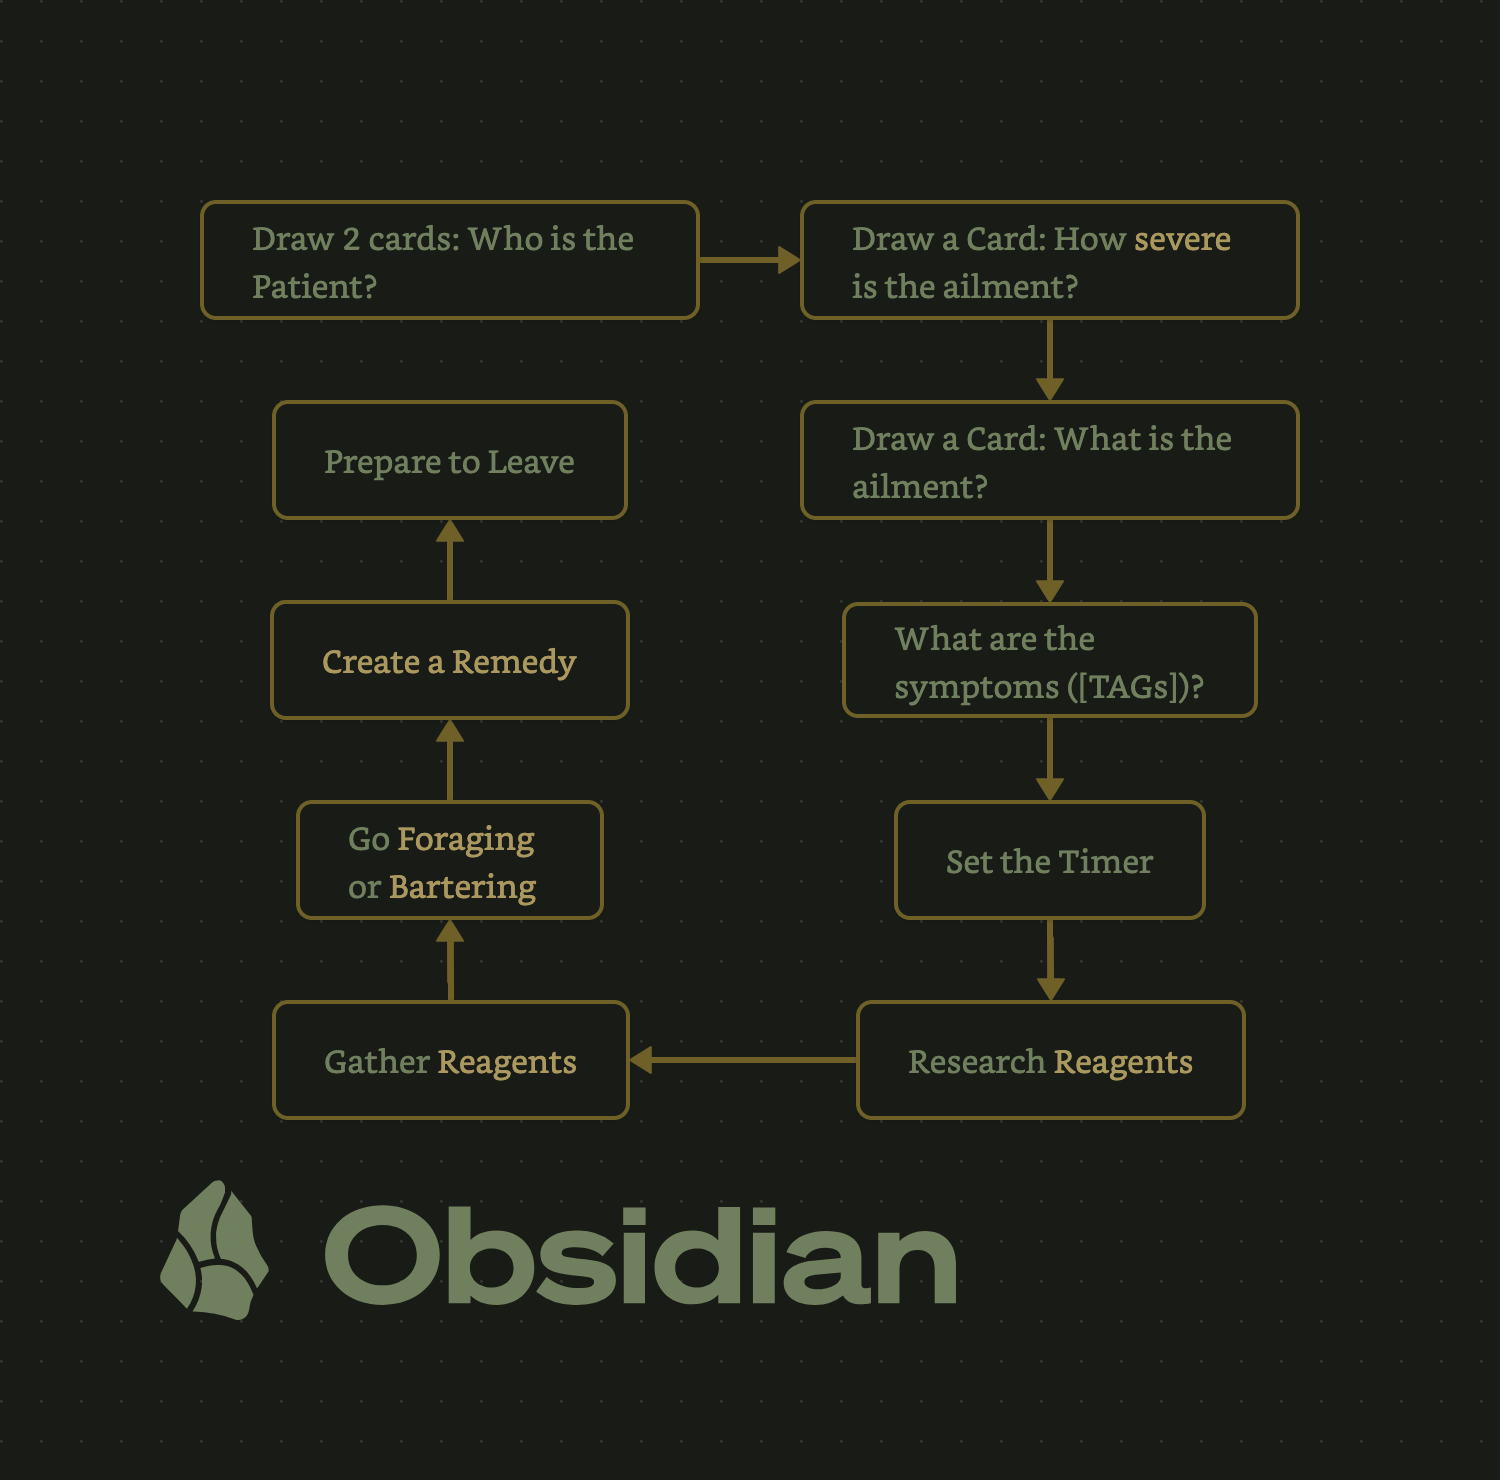 Draw 2 cards: Who is the
Patient?
Draw a Card: How severe
is the ailment?
Draw a Card: What is the
ailment?
What are the
symptoms ([TAGs])?
Set the Timer
Research Reagents
Gather Reagents
Go Foraging
or Bartering
Create a Remedy
Prepare to Leave
Obsidian